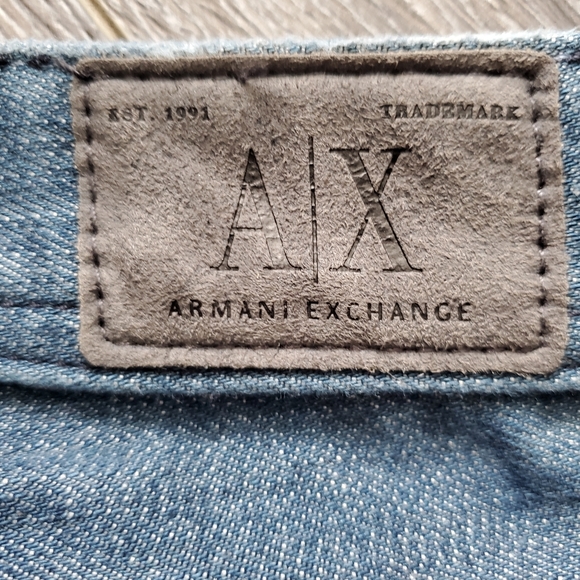 EST. 1991 TRADEMARK
A|X
ARMANI EXCHANGE